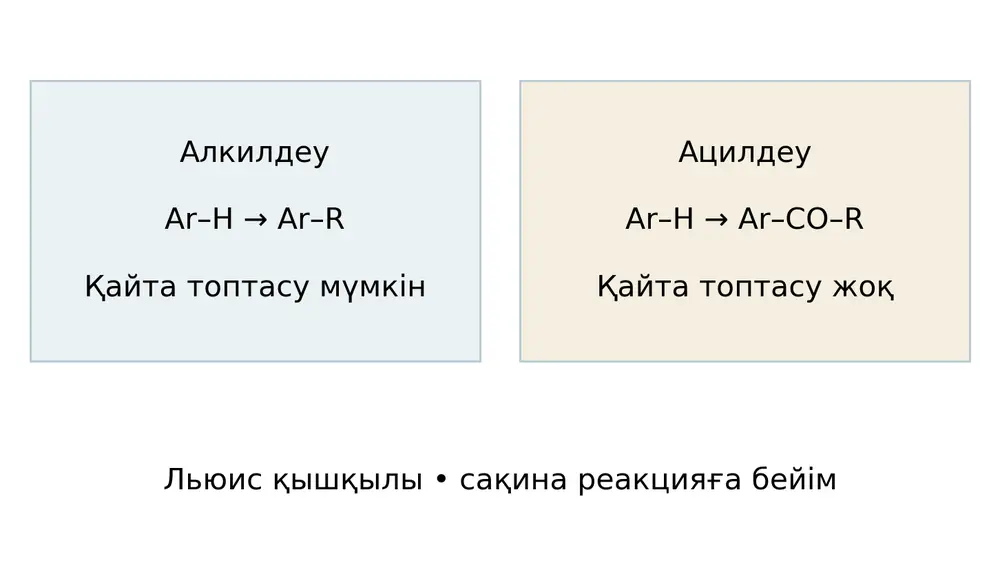 Алкилдеу
Ar–H → Ar–R
Қайта топтасу мүмкін
Ацилдеу
Ar–H → Ar–CO–R
Қайта топтасу жоқ
Льюис қышқылы • сақина реакцияға бейім